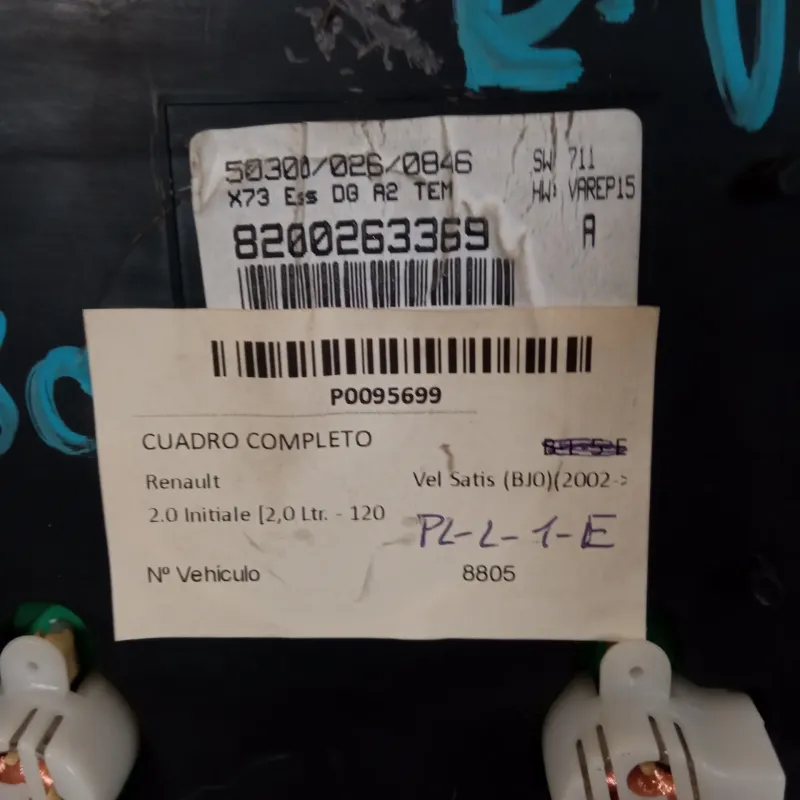 50300/026/0846 SW 711
X73 Ess DG A2 TEM HW: VAREP15
8200263369 A
P0095699
CUADRO COMPLETO
Renault Vel Satis (BJ0)(2002->
2.0 Initiale [2,0 Ltr. - 120 PL-L-1-E
Nº Vehículo 8805